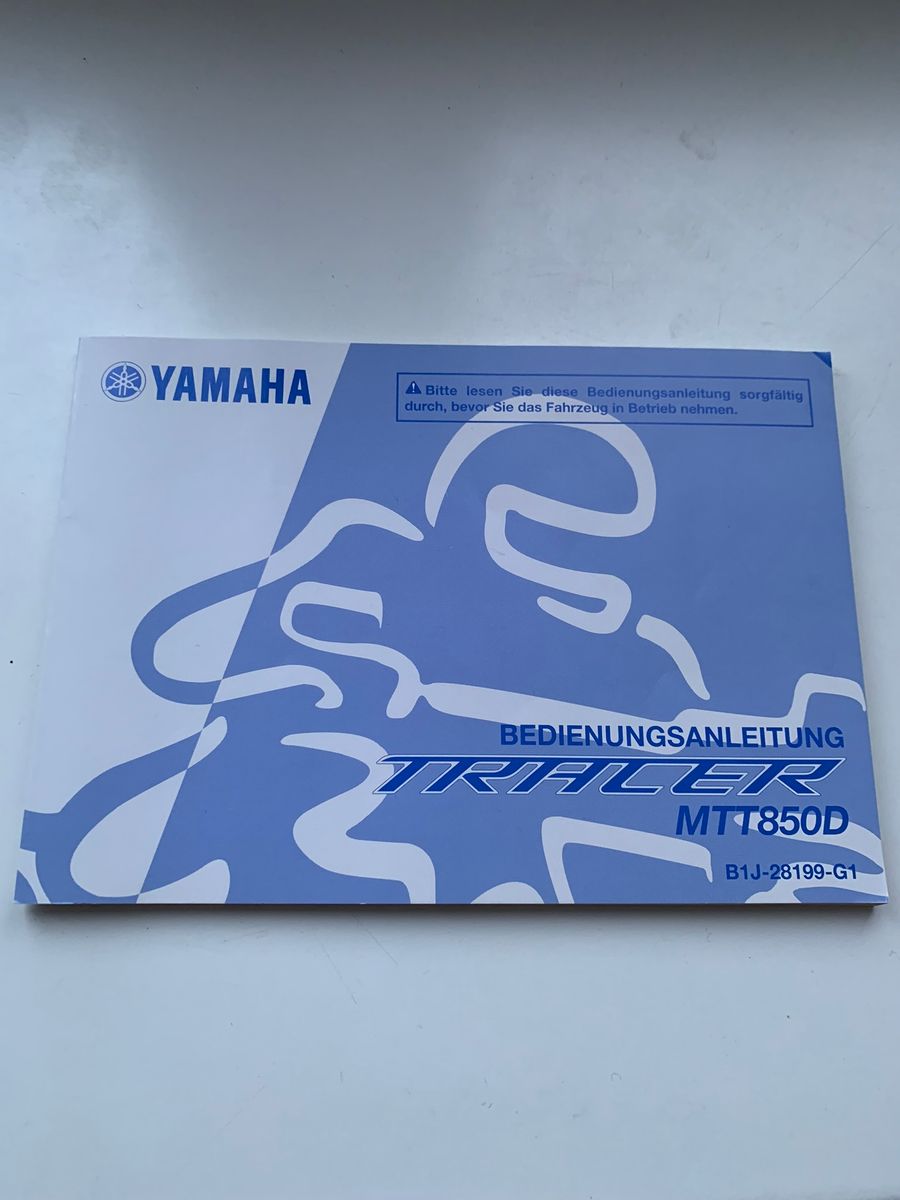 YAMAHA
⚠ Bitte lesen Sie diese Bedienungsanleitung sorgfältig
durch, bevor Sie das Fahrzeug in Betrieb nehmen.
BEDIENUNGSANLEITUNG
TRACER
MTT850D
B1J-28199-G1